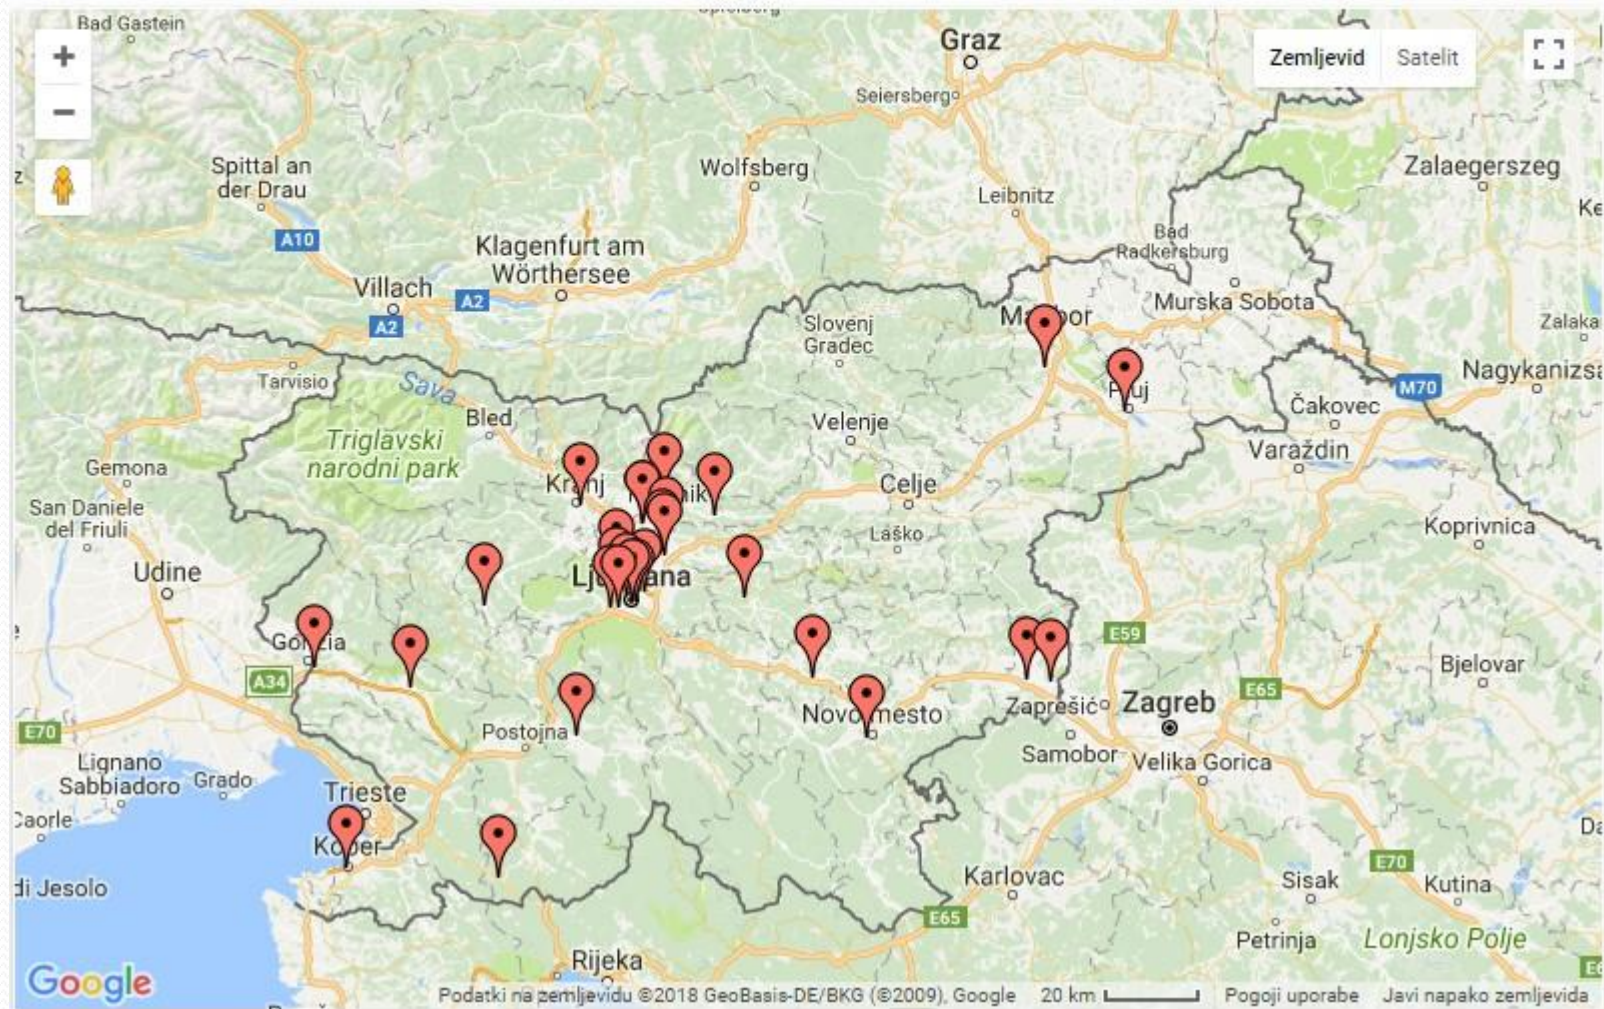 Bad Gastein
Graz
Zemljevid
Satelit
Seiersberg
Spittal an
der Drau
Wolfsberg
Zalaegerszeg
Leibnitz
A10
Klagenfurt am
Wörthersee
Bad
Radkersburg
Villach
A2
A2
Murska Sobota
Slovenj
Gradec
Tarvisio
Sava
Nagykanizsa
M70
Bled
Velenje
Čakovec
Triglavski
narodni park
Varaždin
Gemona
Celje
San Daniele
del Friuli
Laško
Koprivnica
Udine
E59
Bjelovar
A34
E65
Zaprešić
Zagreb
E70
Postojna
Samobor
Velika Gorica
Lignano
Sabbiadoro
Grado
Trieste
Caorle
di Jesolo
Karlovac
E70
Sisak
Kutina
E65
Petrinja
Lonjsko Polje
Rijeka
Google
Podatki na zemljevidu ©2018 GeoBasis-DE/BKG (©2009), Google
20 km
Pogoji uporabe
Javi napako zemljevida